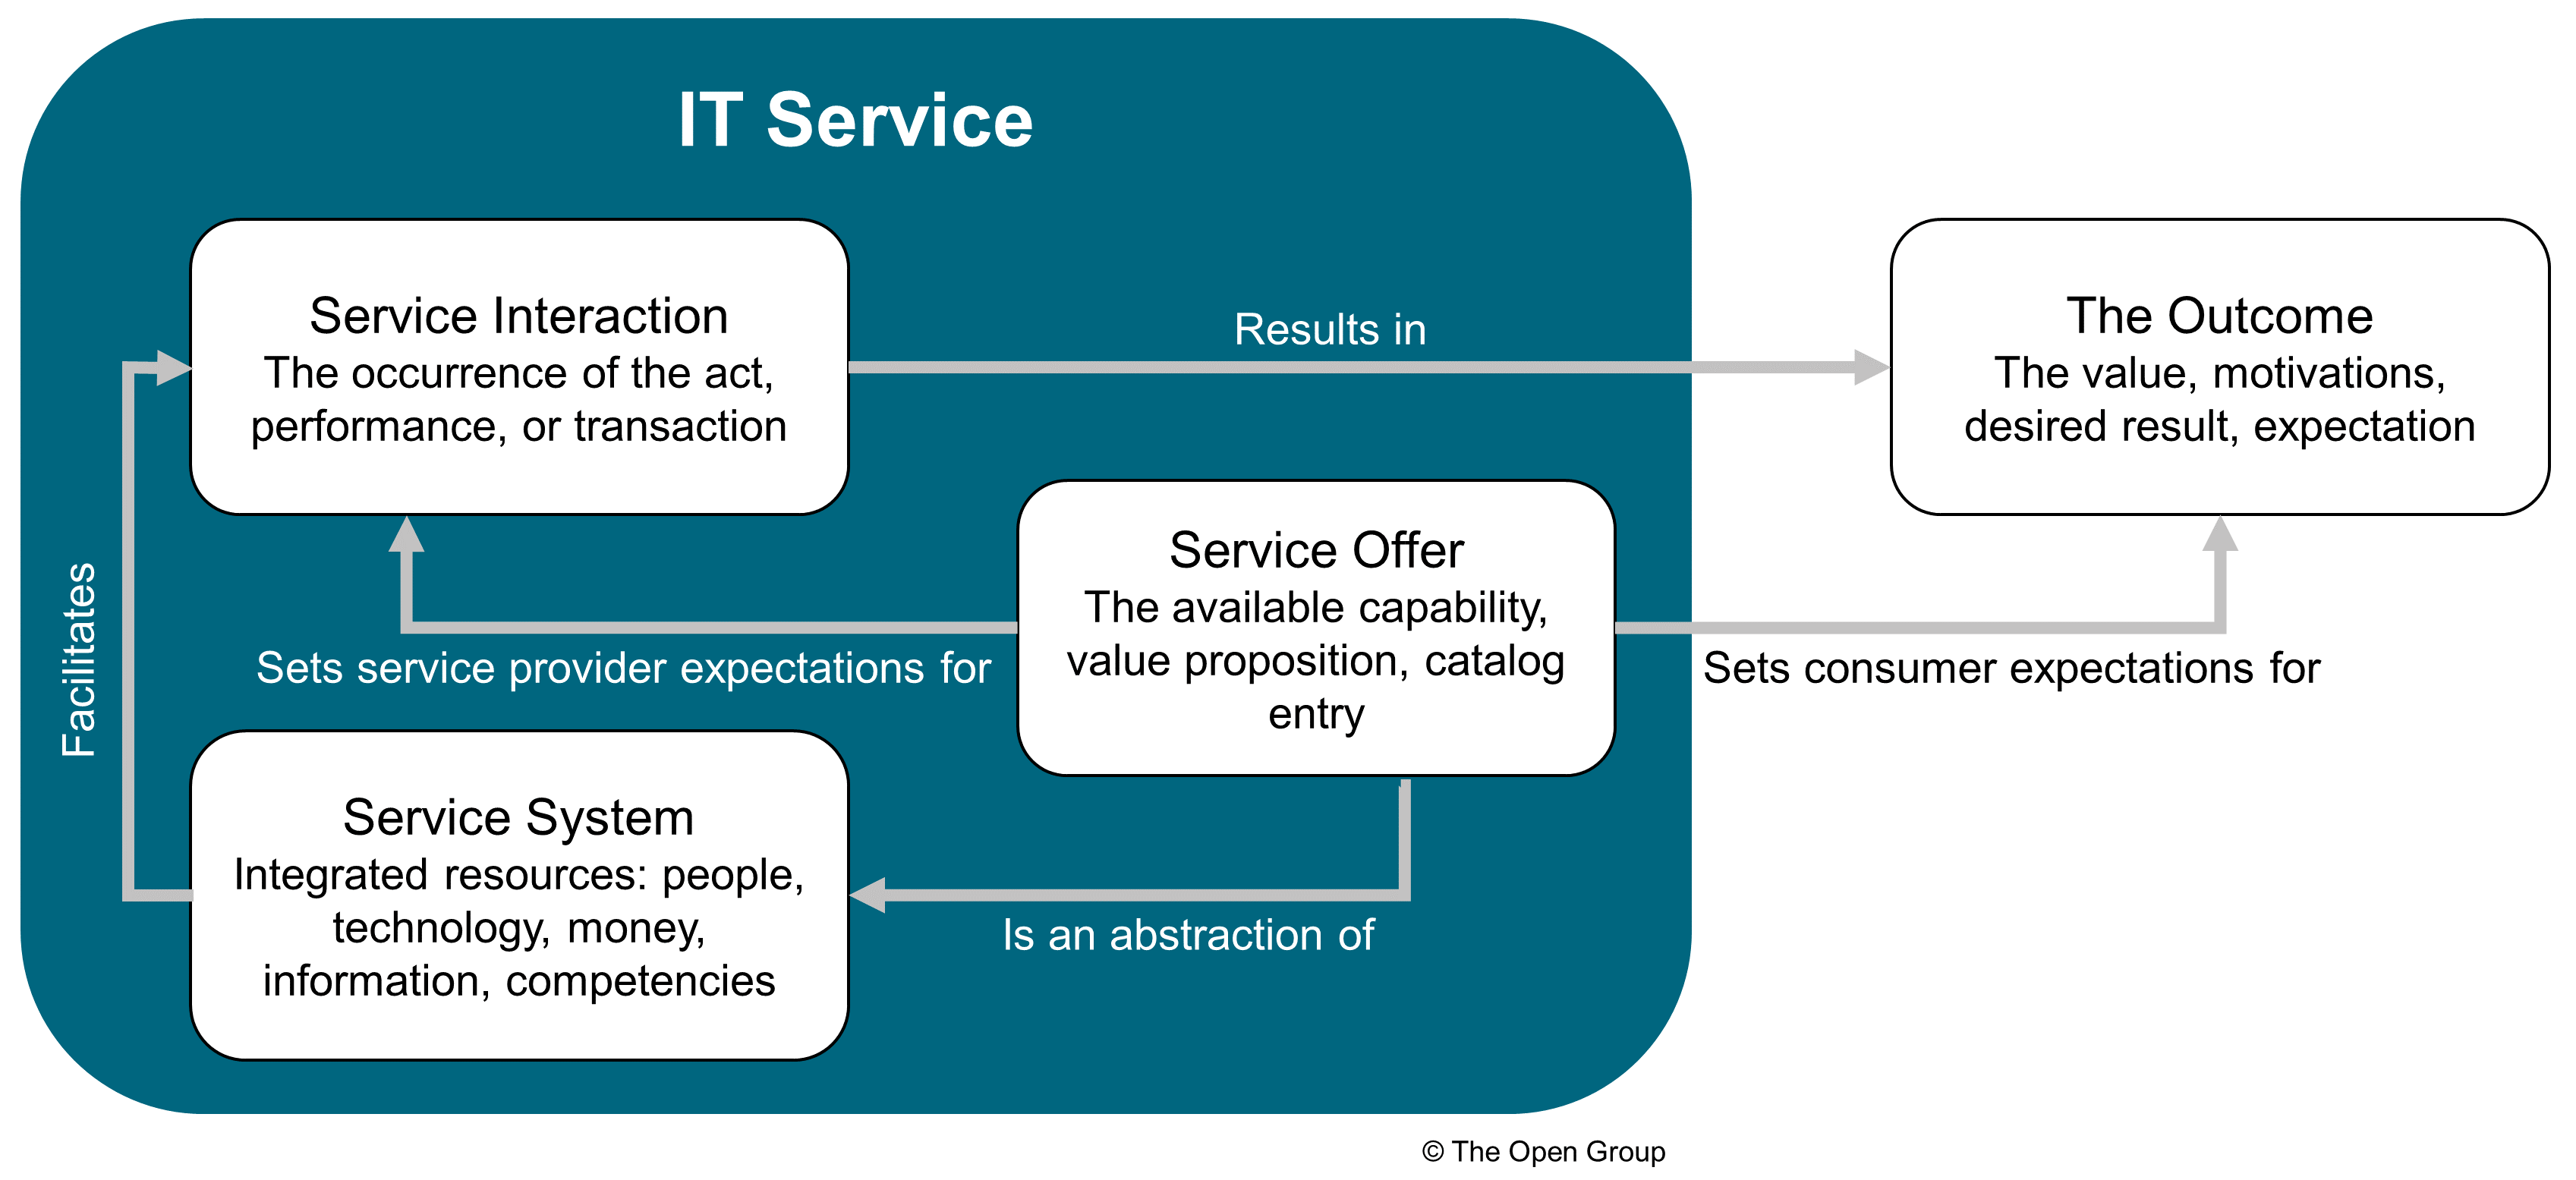 IT Service
Service Interaction
The occurrence of the act,
performance, or transaction
Results in
The Outcome
The value, motivations,
desired result, expectation
Service Offer
The available capability,
value proposition, catalog
entry
Sets service provider expectations for
Sets consumer expectations for
Facilitates
Service System
Integrated resources: people,
technology, money,
information, competencies
Is an abstraction of
© The Open Group